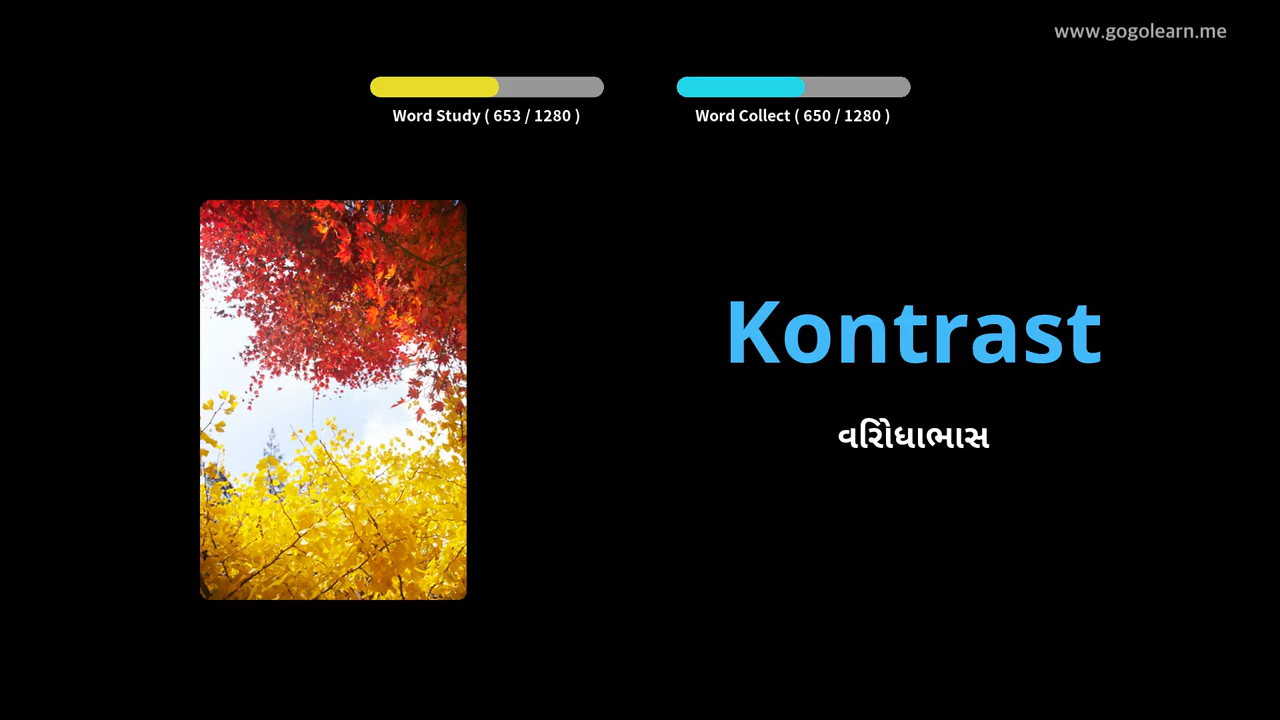 www.gogolearn.me
Word Study ( 653 / 1280 )
Word Collect ( 650 / 1280 )
Kontrast
વિરોધાભાસ